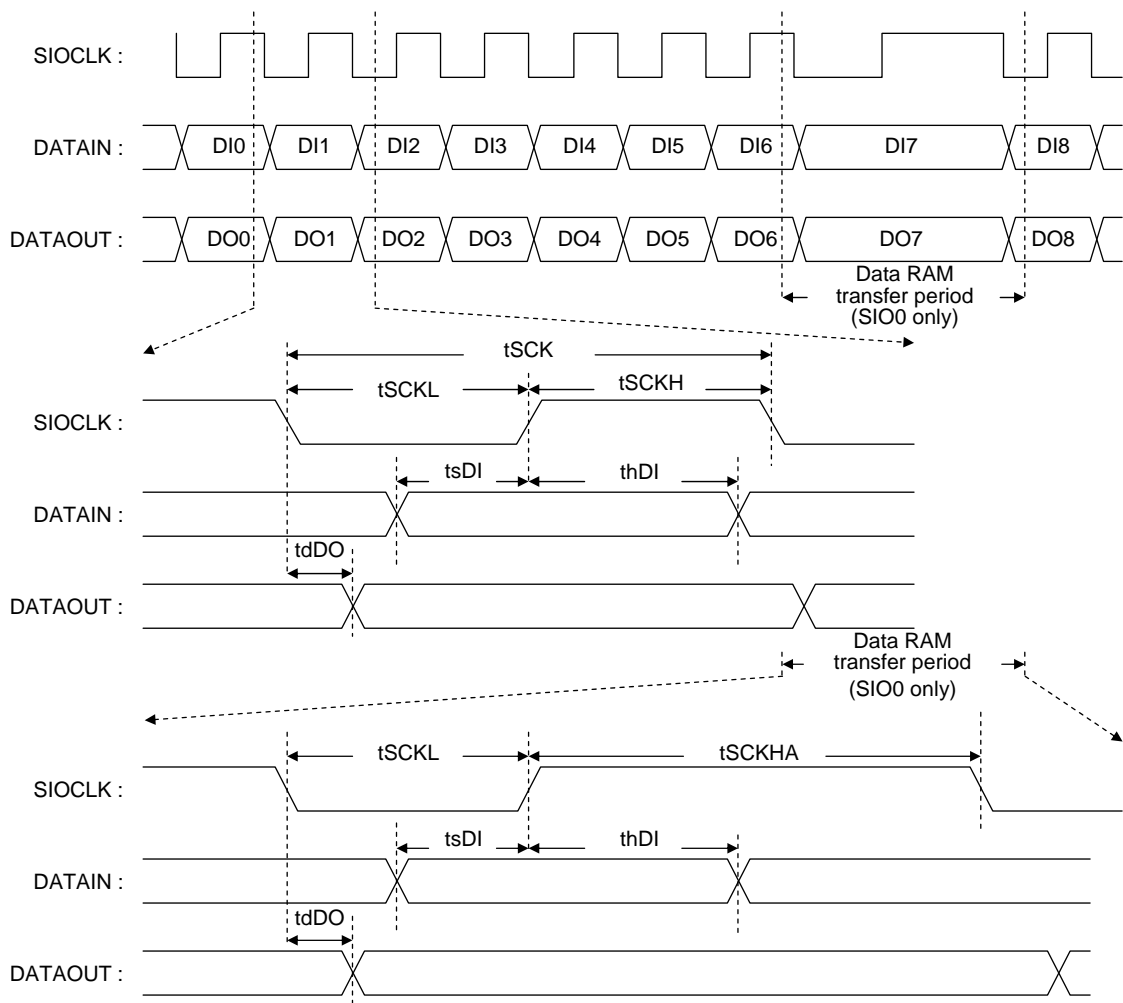 SIOCLK :
DATAIN : DI0 DI1 DI2 DI3 DI4 DI5 DI6 DI7 DI8
DATAOUT : DO0 DO1 DO2 DO3 DO4 DO5 DO6 DO7 DO8
Data RAM
transfer period
(SIO0 only)
tSCK
tSCKL tSCKH
SIOCLK :
tsDI thDI
DATAIN :
tdDO
DATAOUT :
Data RAM
transfer period
(SIO0 only)
tSCKL tSCKHA
SIOCLK :
tsDI thDI
DATAIN :
tdDO
DATAOUT :